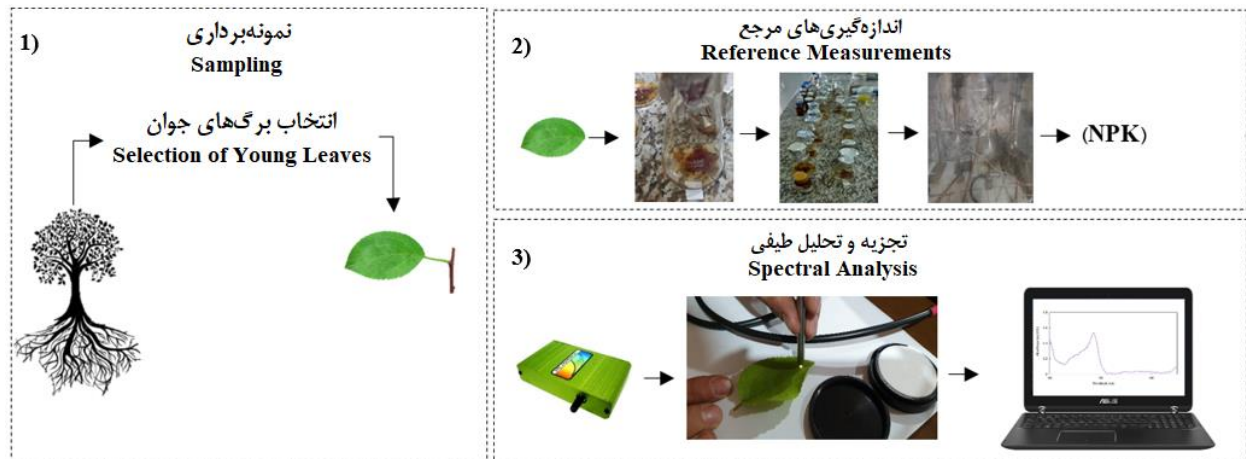 1)
نمونه‌برداری
Sampling
انتخاب برگ‌های جوان
Selection of Young Leaves
2)
اندازه‌گیری‌های مرجع
Reference Measurements
(NPK)
3)
تجزیه و تحلیل طیفی
Spectral Analysis
ASUS